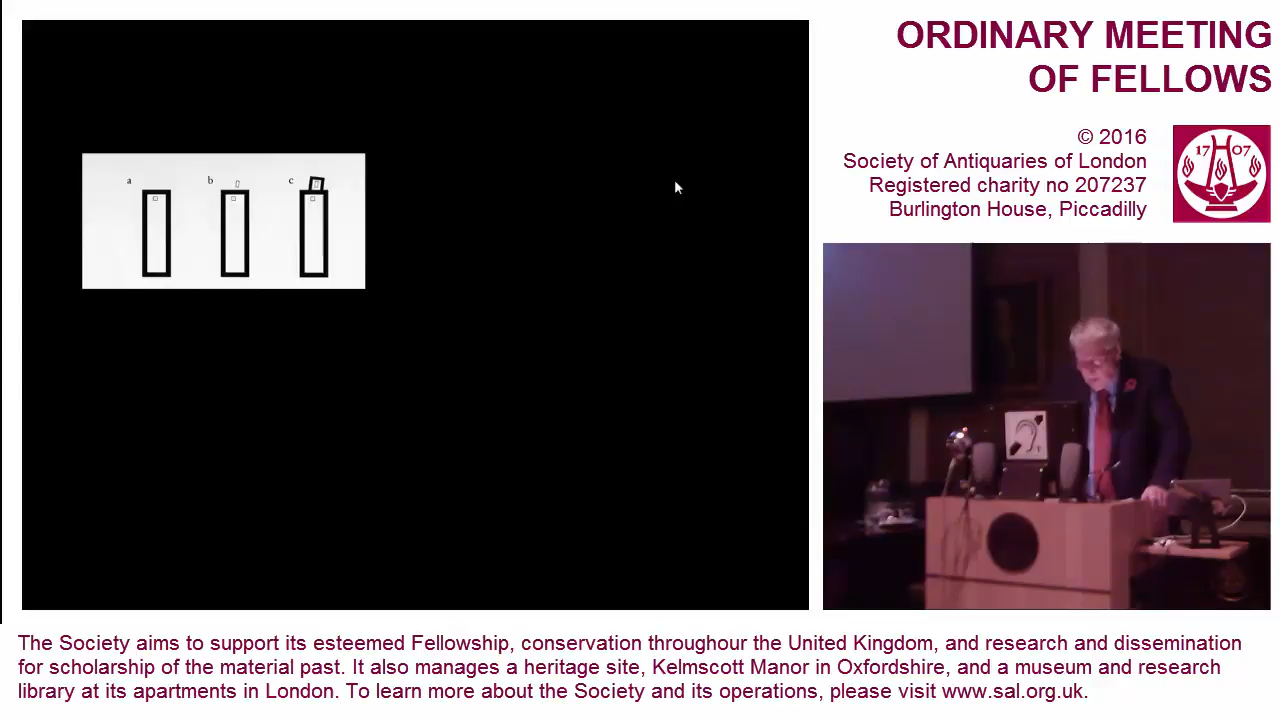 ORDINARY MEETING
OF FELLOWS
© 2016
Society of Antiquaries of London
Registered charity no 207237
Burlington House, Piccadilly
17 07
a b c
The Society aims to support its esteemed Fellowship, conservation throughour the United Kingdom, and research and dissemination
for scholarship of the material past. It also manages a heritage site, Kelmscott Manor in Oxfordshire, and a museum and research
library at its apartments in London. To learn more about the Society and its operations, please visit www.sal.org.uk.